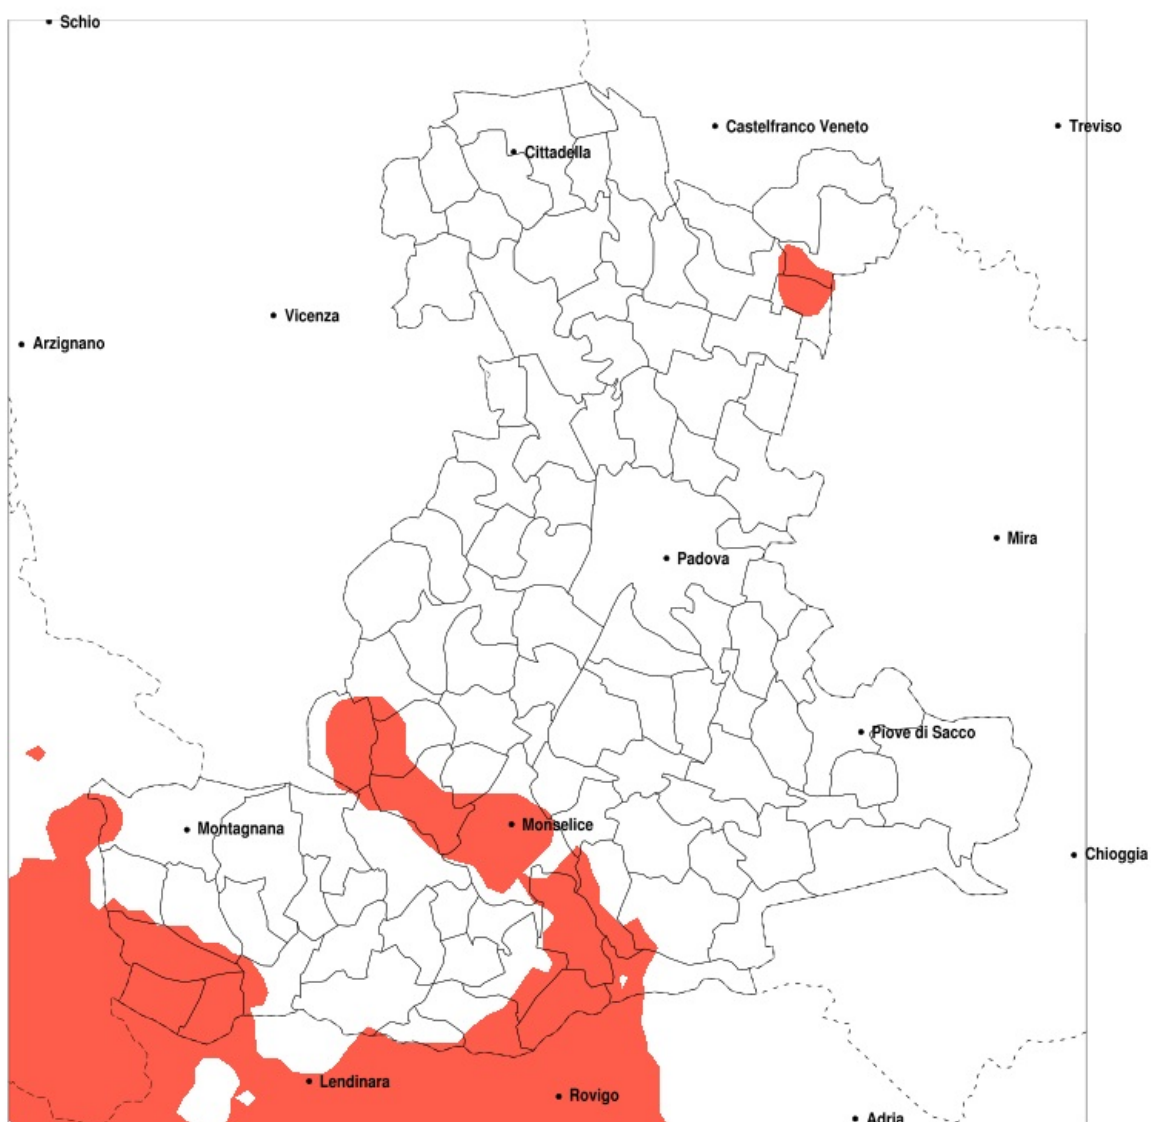 Schio
Castelfranco Veneto
Treviso
Cittadella
Vicenza
Arzignano
Mira
Padova
Piove di Sacco
Monselice
Montagnana
Chioggia
Lendinara
Rovigo
Adria